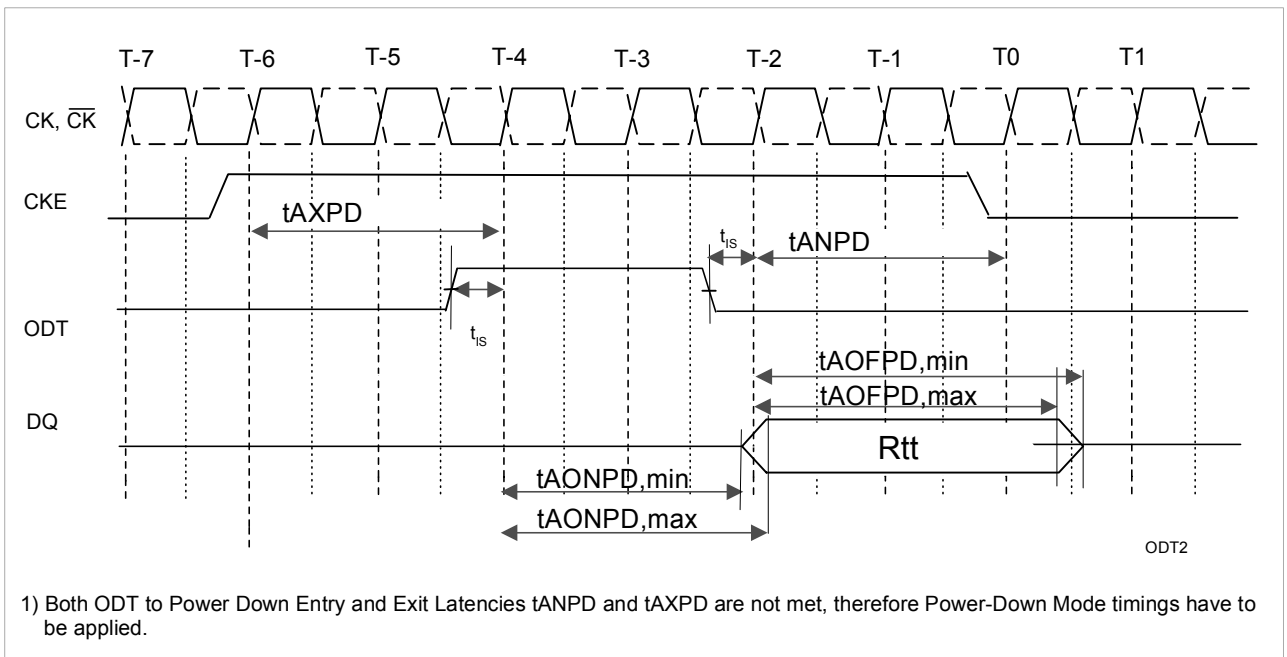 T-7 T-6 T-5 T-4 T-3 T-2 T-1 T0 T1
CK, C̅K̅
CKE
tAXPD
tIS
tANPD
ODT
tIS
tAOFPD,min
tAOFPD,max
DQ
Rtt
tAONPD,min
tAONPD,max
ODT2
1) Both ODT to Power Down Entry and Exit Latencies tANPD and tAXPD are not met, therefore Power-Down Mode timings have to
be applied.